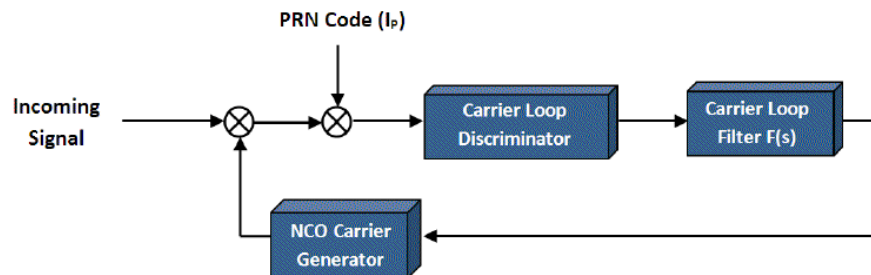 PRN Code (IP)
Incoming
Signal
Carrier Loop
Discriminator
Carrier Loop
Filter F(s)
NCO Carrier
Generator